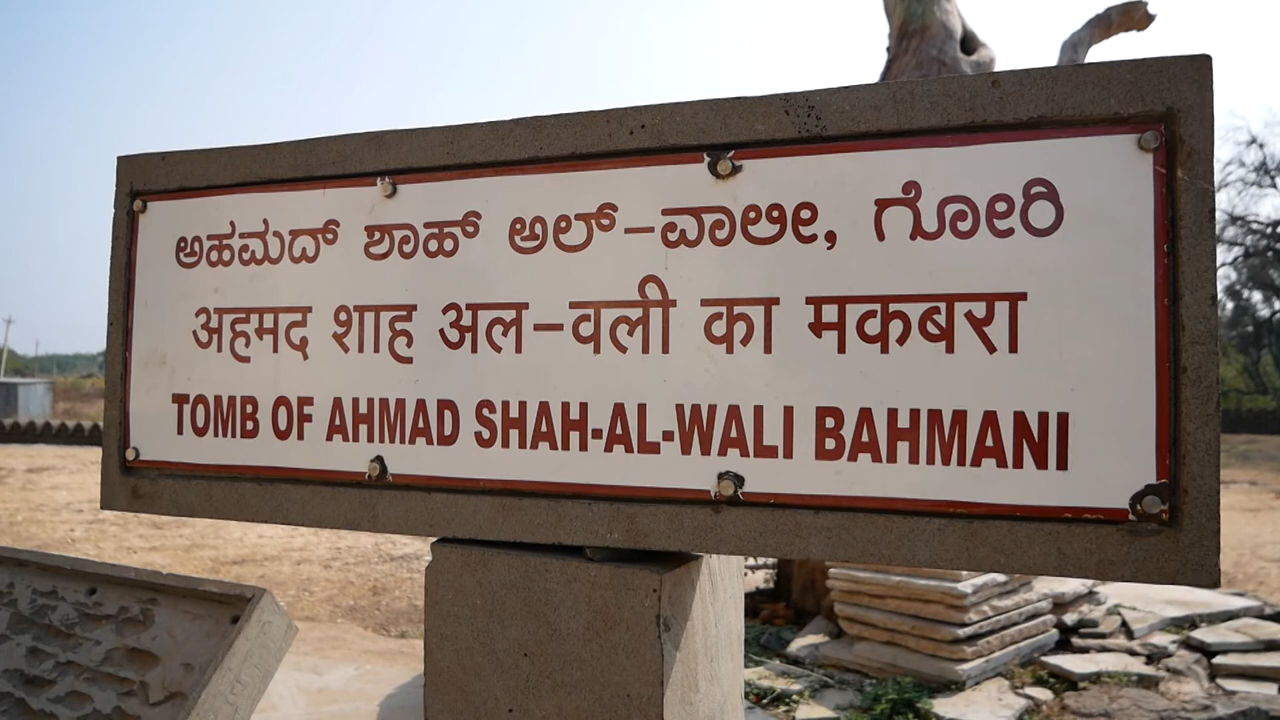 ಅಹಮದ್ ಶಾಹ್ ಅಲ್-ವಾಲೀ, ಗೋರಿ
अहमद शाह अल-वली का मकबरा
TOMB OF AHMAD SHAH-AL-WALI BAHMANI